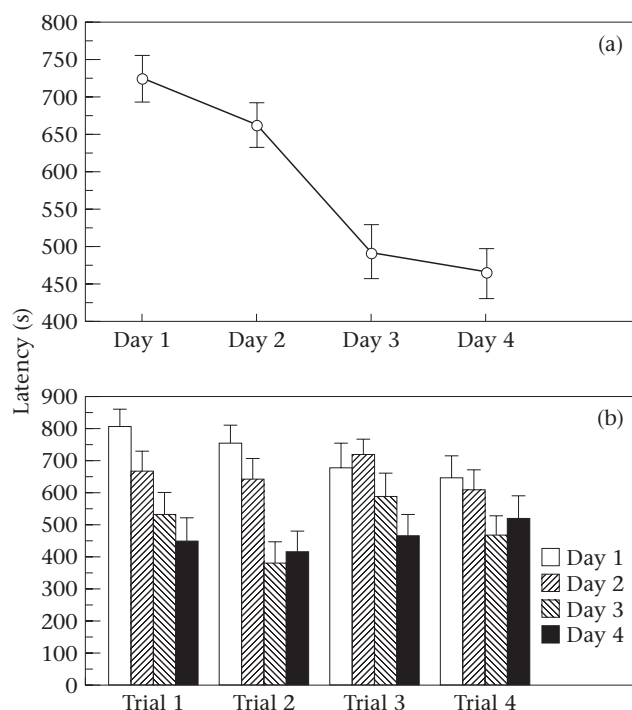 800
(a)
750
700
650
600
550
500
450
400
Day 1 Day 2 Day 3 Day 4
Latency (s)
900
(b)
800
700
600
500
400
300
200
100
0
Day 1
Day 2
Day 3
Day 4
Trial 1 Trial 2 Trial 3 Trial 4